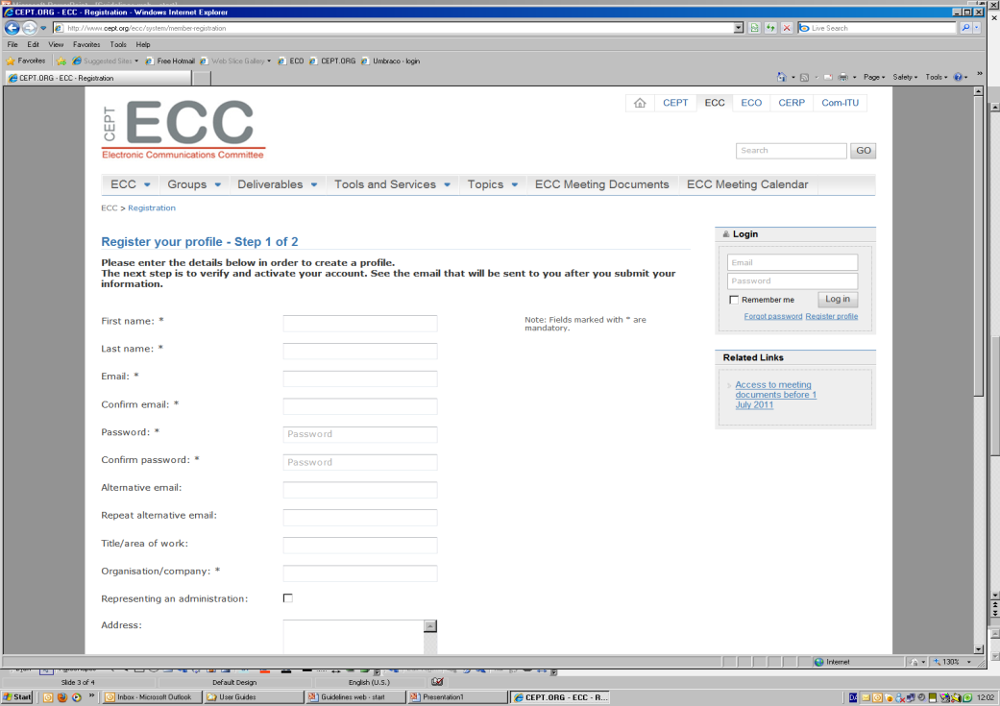 CEPT.ORG - ECC - Registration - Windows Internet Explorer
http://www.cept.org/ecc/system/member-registration
Live Search
File Edit View Favorites Tools Help
Favorites Suggested Sites Free Hotmail Web Slice Gallery ECO CEPT.ORG Umbraco - login
CEPT.ORG - ECC - Registration
Page Safety Tools
CEPT ECC
Electronic Communications Committee
CEPT ECC ECO CERP Com-ITU
Search GO
ECC Groups Deliverables Tools and Services Topics ECC Meeting Documents ECC Meeting Calendar
ECC > Registration
Register your profile - Step 1 of 2
Please enter the details below in order to create a profile.
The next step is to verify and activate your account. See the email that will be sent to you after you submit your
information.
First name: *
Note: Fields marked with * are
mandatory.
Last name: *
Email: *
Confirm email: *
Password: * Password
Confirm password: * Password
Alternative email:
Repeat alternative email:
Title/area of work:
Organisation/company: *
Representing an administration:
Address:
Login
Email
Password
Remember me Log in
Forgot password Register profile
Related Links
Access to meeting
documents before 1
July 2011
Internet 130%
Slide 3 of 4 Default Design English (U.S.)
Start Inbox - Microsoft Outlook User Guides Guidelines web - start Presentation1 CEPT.ORG - ECC - R... 12:02